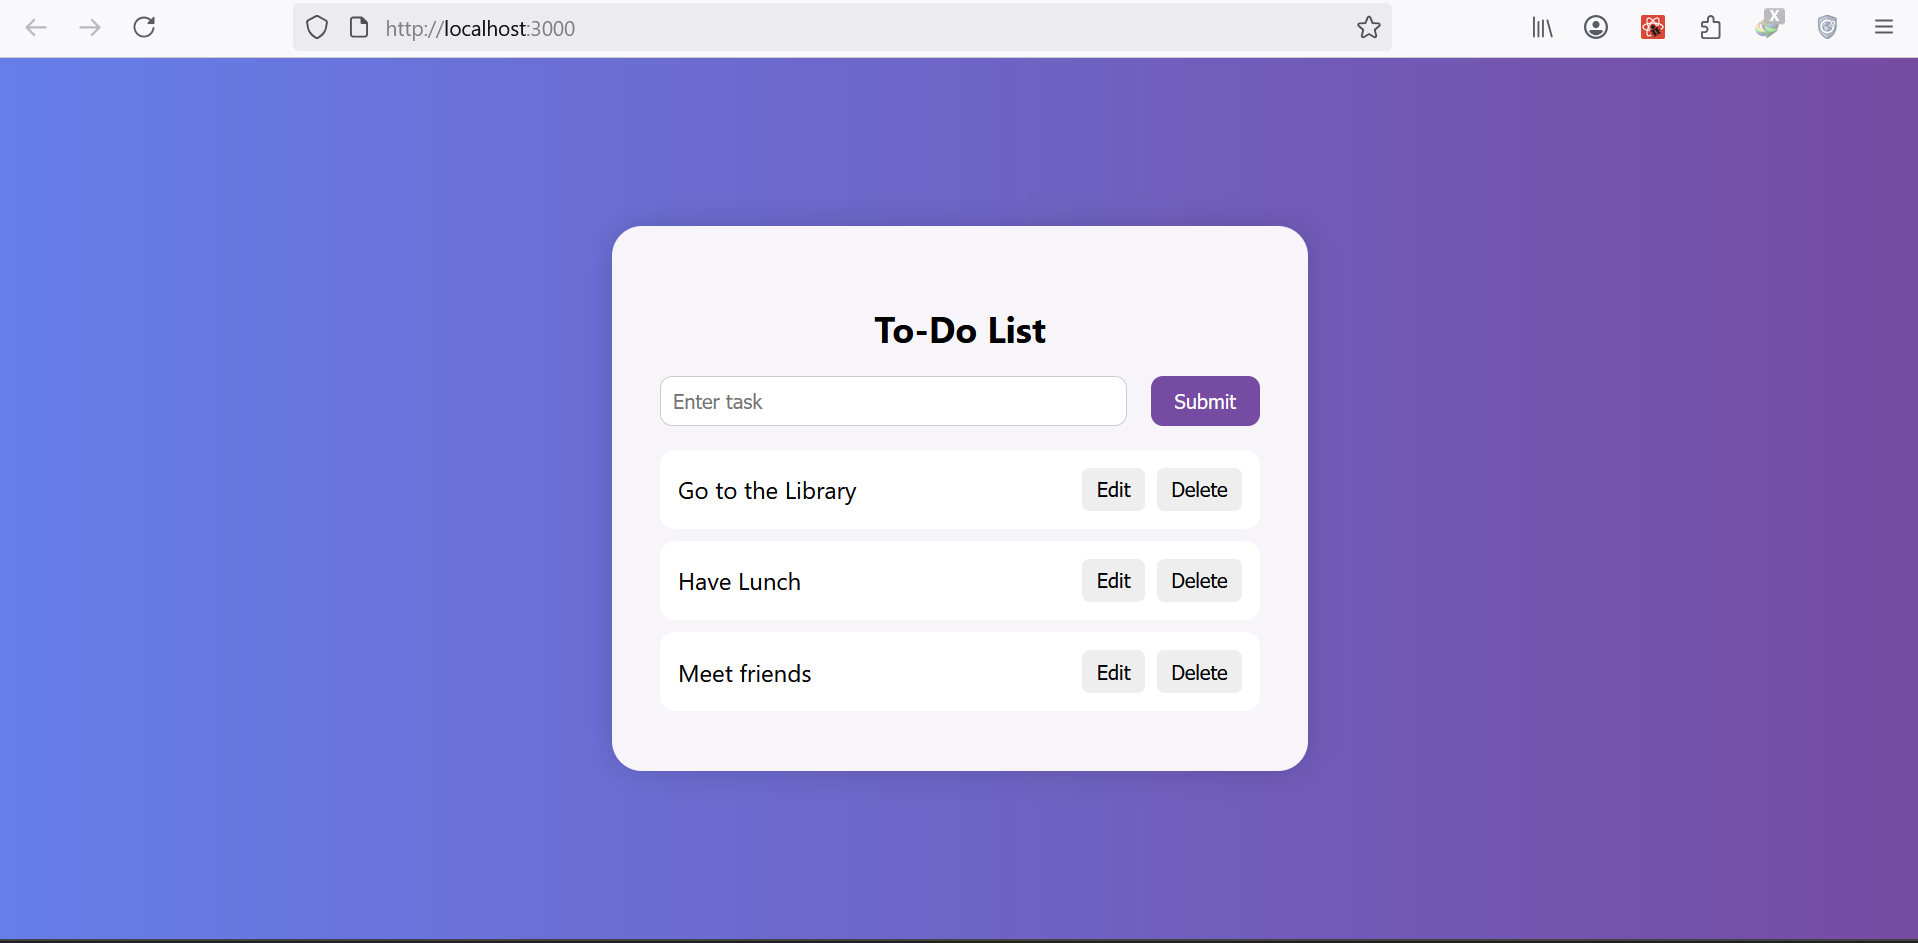 http://localhost:3000
X
To-Do List
Enter task
Submit
Go to the Library
Edit
Delete
Have Lunch
Edit
Delete
Meet friends
Edit
Delete